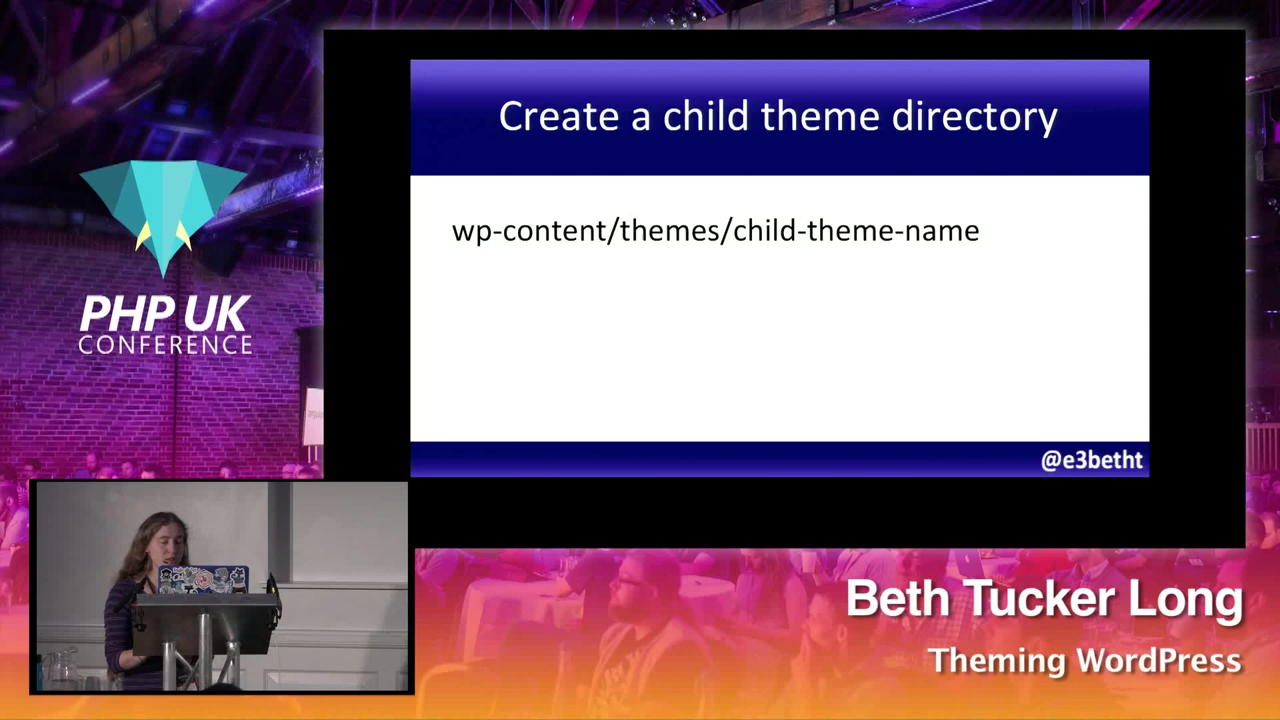 Create a child theme directory
wp-content/themes/child-theme-name
@e3betht
PHP UK
CONFERENCE
Beth Tucker Long
Theming WordPress